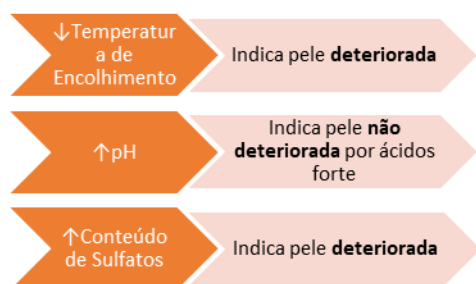 ↓Temperatur
a de
Encolhimento
Indica pele deteriorada
↑pH
Indica pele não
deteriorada por ácidos
forte
↑Conteúdo
de Sulfatos
Indica pele deteriorada